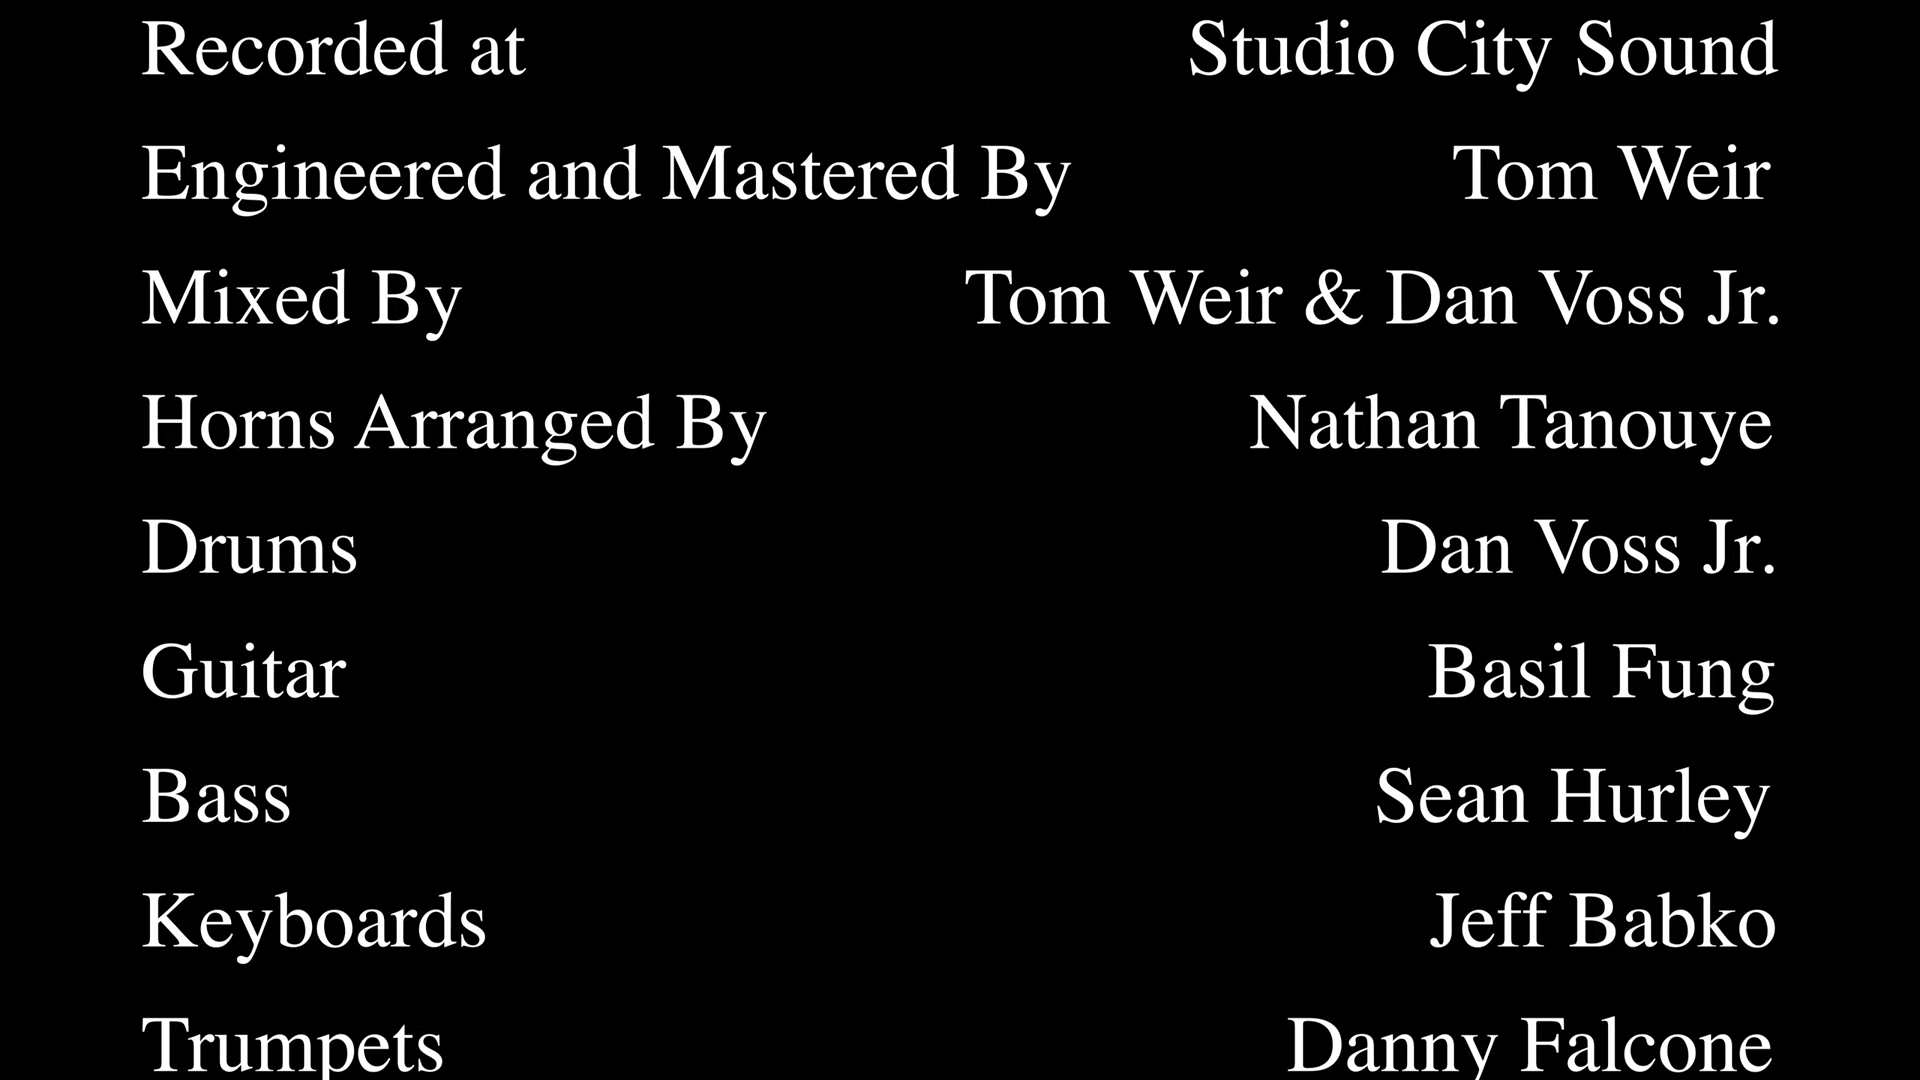 Recorded at Studio City Sound
Engineered and Mastered By Tom Weir
Mixed By Tom Weir & Dan Voss Jr.
Horns Arranged By Nathan Tanouye
Drums Dan Voss Jr.
Guitar Basil Fung
Bass Sean Hurley
Keyboards Jeff Babko
Trumpets Danny Falcone